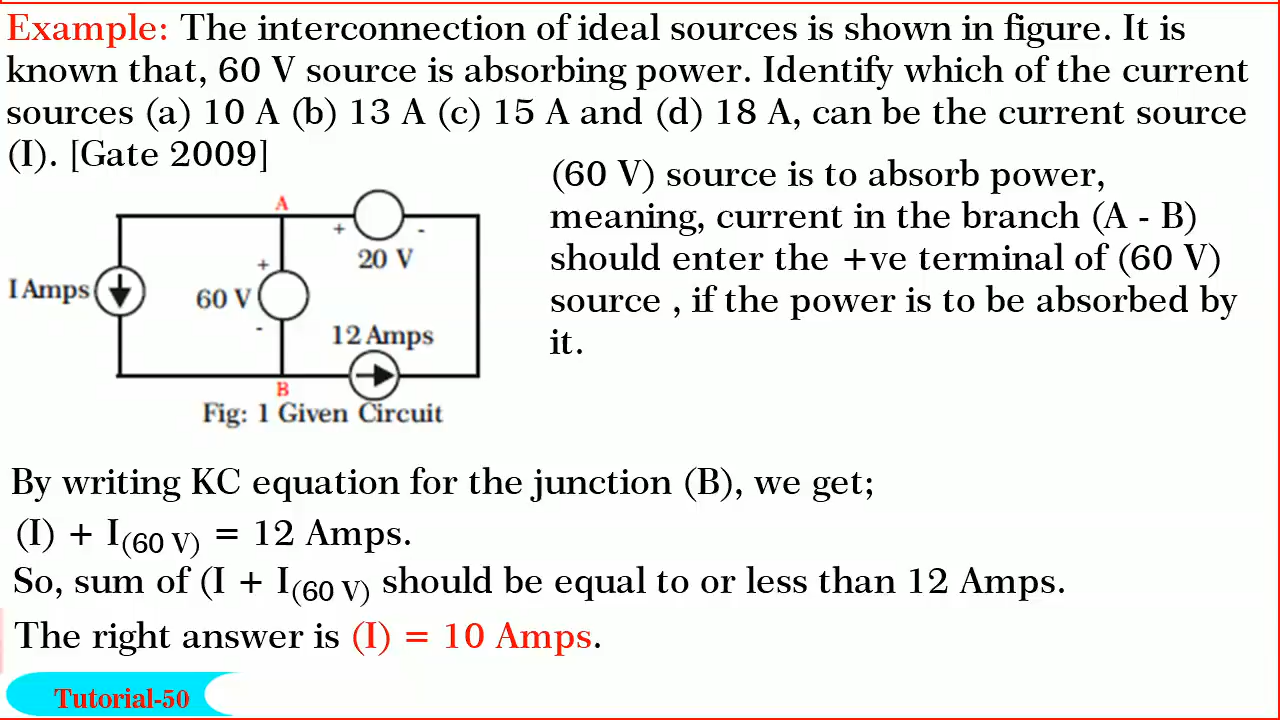 Example: The interconnection of ideal sources is shown in figure. It is
known that, 60 V source is absorbing power. Identify which of the current
sources (a) 10 A (b) 13 A (c) 15 A and (d) 18 A, can be the current source
(I). [Gate 2009]
(60 V) source is to absorb power,
meaning, current in the branch (A - B)
should enter the +ve terminal of (60 V)
source , if the power is to be absorbed by
it.
A
+ -
20 V
+
I Amps
60 V
-
12 Amps
B
Fig: 1 Given Circuit
By writing KC equation for the junction (B), we get;
(I) + I(60 V) = 12 Amps.
So, sum of (I + I(60 V) should be equal to or less than 12 Amps.
The right answer is (I) = 10 Amps.
Tutorial-50